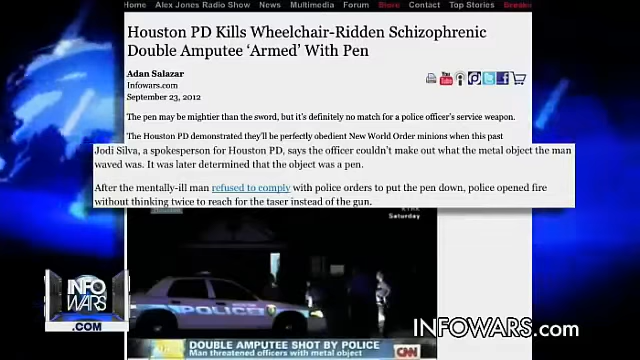 Home Alex Jones Radio Show News Multimedia Forum Store Contact Top Stories Breaking
Houston PD Kills Wheelchair-Ridden Schizophrenic
Double Amputee ‘Armed’ With Pen
Adan Salazar
Infowars.com
September 23, 2012
The pen may be mightier than the sword, but it's definitely no match for a police officer's service weapon.
The Houston PD demonstrated they'll be perfectly obedient New World Order minions when this past
Jodi Silva, a spokesperson for Houston PD, says the officer couldn't make out what the metal object the man
waved was. It was later determined that the object was a pen.
After the mentally-ill man refused to comply with police orders to put the pen down, police opened fire
without thinking twice to reach for the taser instead of the gun.
Saturday
POLICE
INFO
WARS
.COM
INFOWARS.com
DOUBLE AMPUTEE SHOT BY POLICE
Man threatened officers with metal object
CNN